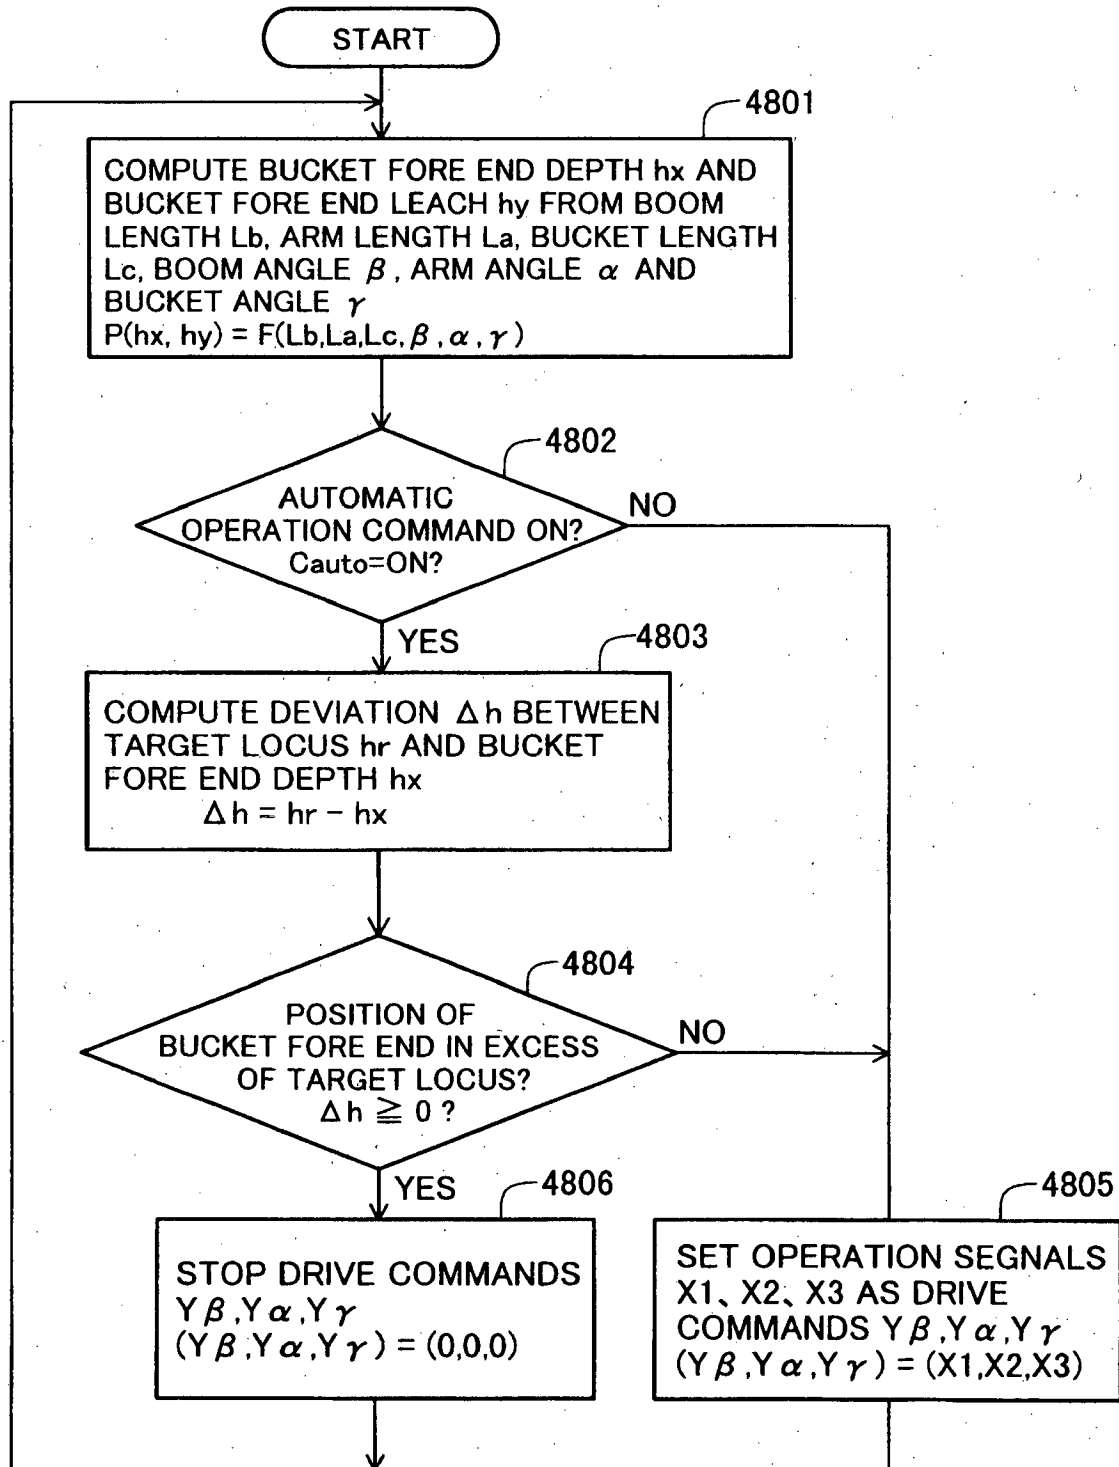 START
4801
COMPUTE BUCKET FORE END DEPTH hx AND
BUCKET FORE END LEACH hy FROM BOOM
LENGTH Lb, ARM LENGTH La, BUCKET LENGTH
Lc, BOOM ANGLE β, ARM ANGLE α AND
BUCKET ANGLE γ
P(hx, hy) = F(Lb,La,Lc,β,α,γ)
4802
AUTOMATIC
OPERATION COMMAND ON?
Cauto=ON?
NO
YES
4803
COMPUTE DEVIATION Δh BETWEEN
TARGET LOCUS hr AND BUCKET
FORE END DEPTH hx
Δh = hr − hx
4804
POSITION OF
BUCKET FORE END IN EXCESS
OF TARGET LOCUS?
Δh ≧ 0 ?
NO
YES
4806
STOP DRIVE COMMANDS
Yβ,Yα,Yγ
(Yβ,Yα,Yγ) = (0,0,0)
4805
SET OPERATION SEGNALS
X1、X2、X3 AS DRIVE
COMMANDS Yβ,Yα,Yγ
(Yβ,Yα,Yγ) = (X1,X2,X3)